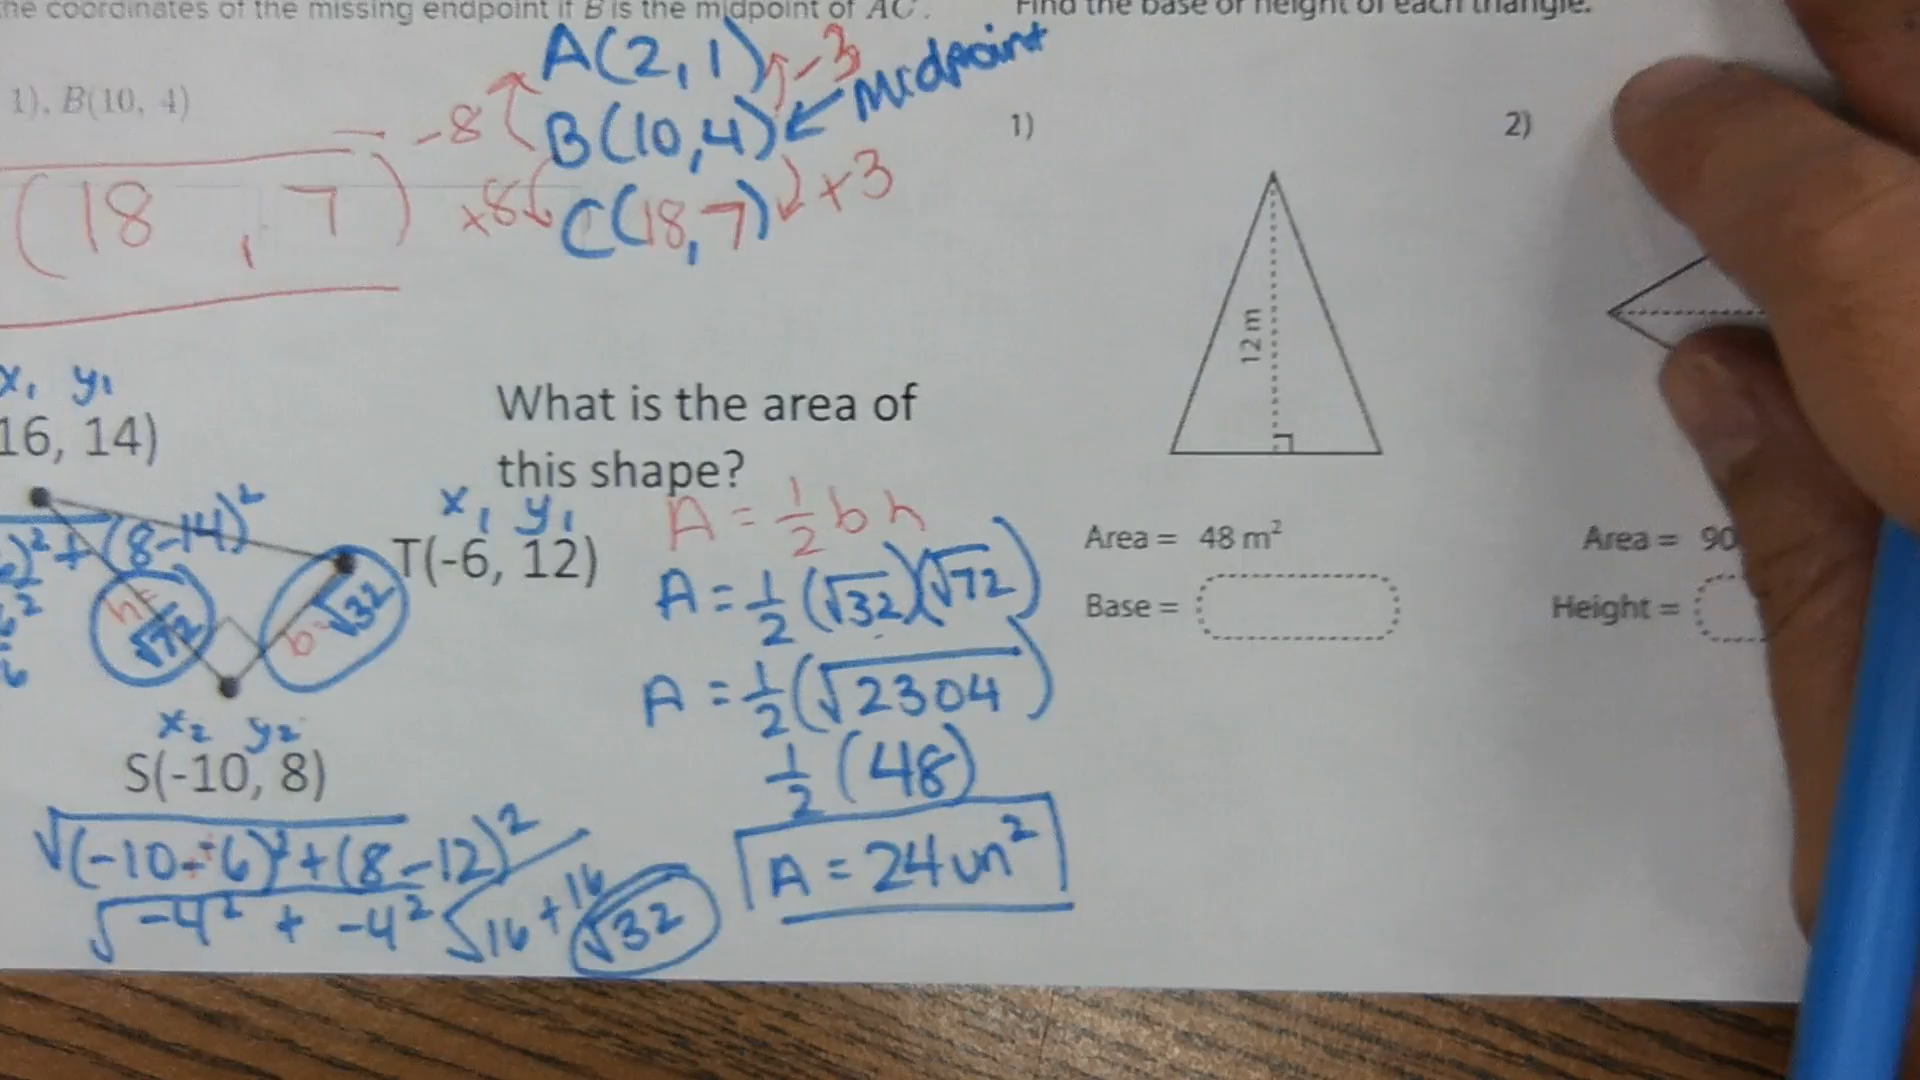 the coordinates of the missing endpoint if B is the midpoint of AC.
1), B(10, 4)
(18, 7)
A(2, 1)
-3
-8
B(10, 4) ← Midpoint
+8
C(18, 7)
+3
x₁ y₁
16, 14)
)² + (8-14)²
h=
√72
b=
√32
x₁ y₁
T(-6, 12)
x₂ y₂
S(-10, 8)
√(-10--6)² + (8-12)²
√-4² + -4²
√16+16
√32
What is the area of
this shape?
A = 1/2 b h
A = 1/2 (√32)(√72)
A = 1/2 (√2304)
1/2 (48)
A = 24 un²
Find the base or height of each triangle.
1)
12 m
Area = 48 m²
Base =
2)
Area = 90
Height =